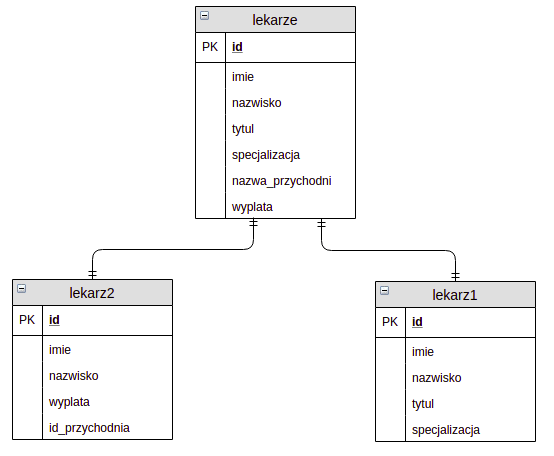 lekarze
PK id
imie
nazwisko
tytul
specjalizacja
nazwa_przychodni
wyplata
lekarz2
PK id
imie
nazwisko
wyplata
id_przychodnia
lekarz1
PK id
imie
nazwisko
tytul
specjalizacja